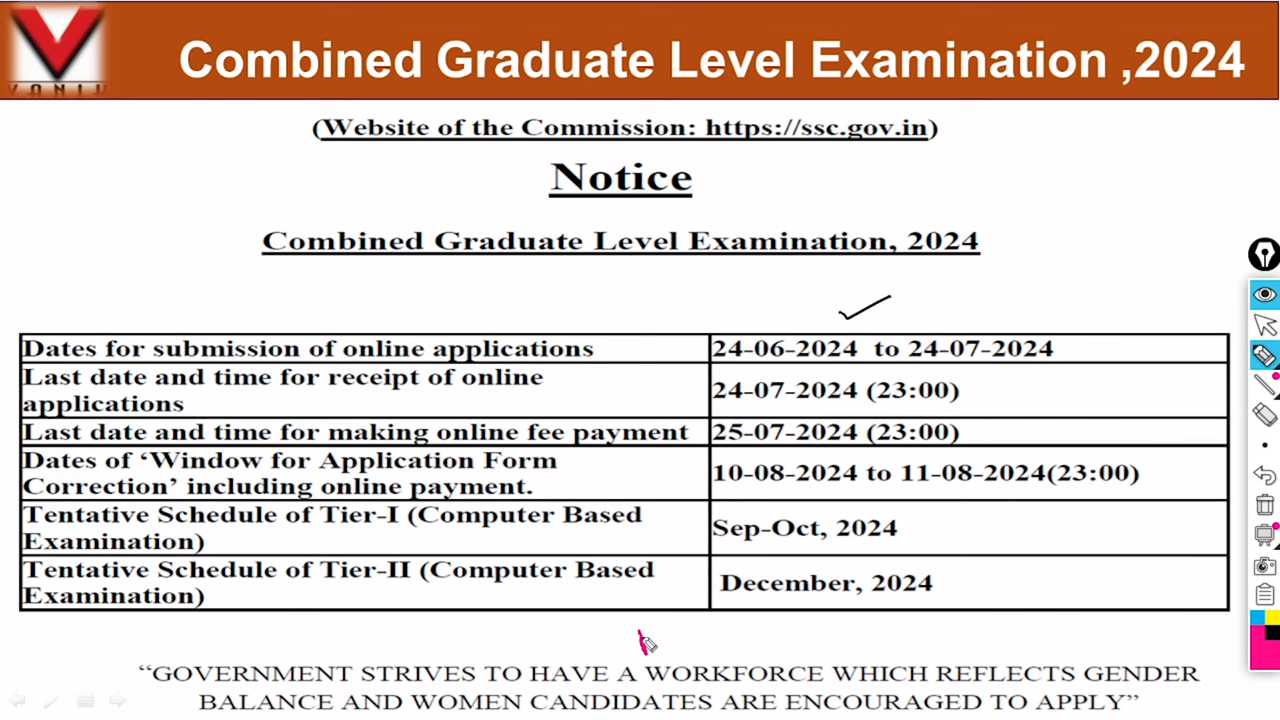 VANIJ
Combined Graduate Level Examination ,2024
(Website of the Commission: https://ssc.gov.in)
Notice
Combined Graduate Level Examination, 2024
Dates for submission of online applications
24-06-2024 to 24-07-2024
Last date and time for receipt of online
applications
24-07-2024 (23:00)
Last date and time for making online fee payment
25-07-2024 (23:00)
Dates of ‘Window for Application Form
Correction’ including online payment.
10-08-2024 to 11-08-2024(23:00)
Tentative Schedule of Tier-I (Computer Based
Examination)
Sep-Oct, 2024
Tentative Schedule of Tier-II (Computer Based
Examination)
December, 2024
“GOVERNMENT STRIVES TO HAVE A WORKFORCE WHICH REFLECTS GENDER
BALANCE AND WOMEN CANDIDATES ARE ENCOURAGED TO APPLY”